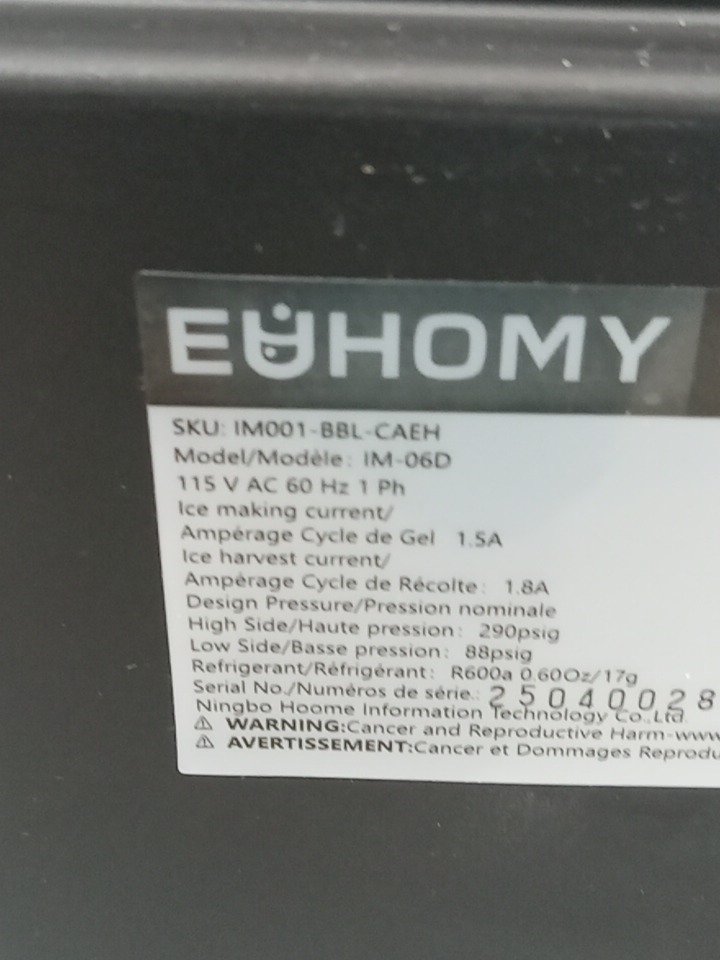 EUHOMY
SKU: IM001-BBL-CAEH
Model/Modèle: IM-06D
115 V AC 60 Hz 1 Ph
Ice making current/
Ampérage Cycle de Gel 1.5A
Ice harvest current/
Ampérage Cycle de Récolte: 1.8A
Design Pressure/Pression nominale
High Side/Haute pression: 290psig
Low Side/Basse pression: 88psig
Refrigerant/Réfrigérant: R600a 0.60Oz/17g
Serial No./Numéros de série.: 25040028
Ningbo Hoome Information Technology Co.,Ltd.
⚠ WARNING:Cancer and Reproductive Harm-www
⚠ AVERTISSEMENT:Cancer et Dommages Reprodu